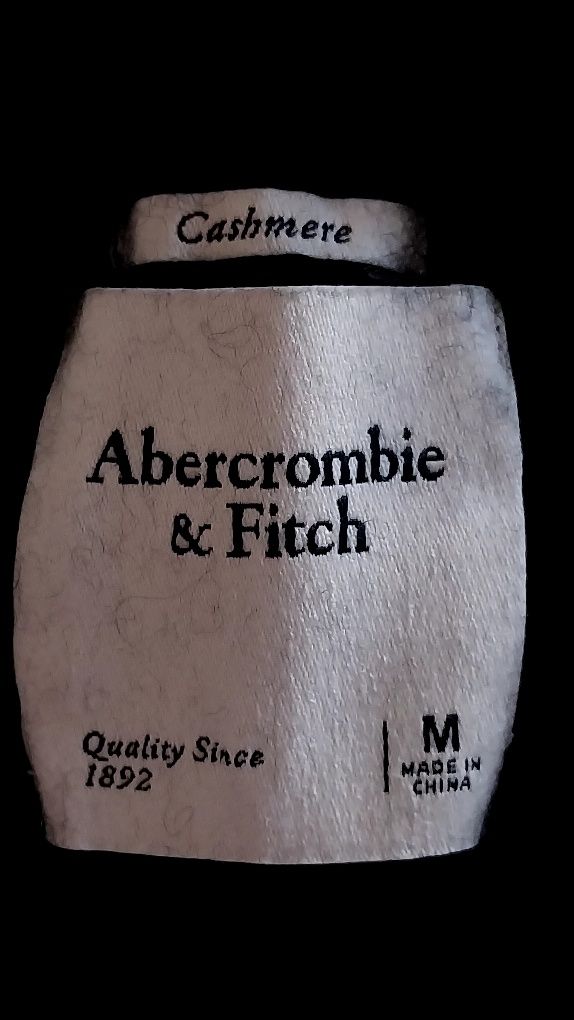 Cashmere
Abercrombie
& Fitch
Quality Since
1892
M
MADE IN
CHINA